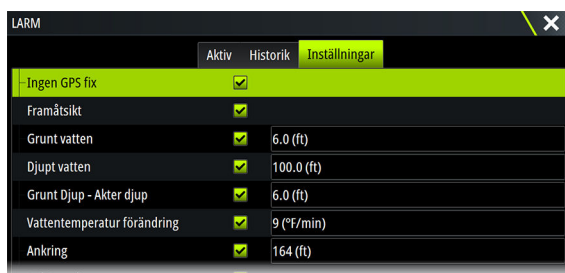 LARM
Aktiv Historik Inställningar
Ingen GPS fix
Framåtsikt
Grunt vatten 6.0 (ft)
Djupt vatten 100.0 (ft)
Grunt Djup - Akter djup 6.0 (ft)
Vattentemperatur förändring 9 (°F/min)
Ankring 164 (ft)